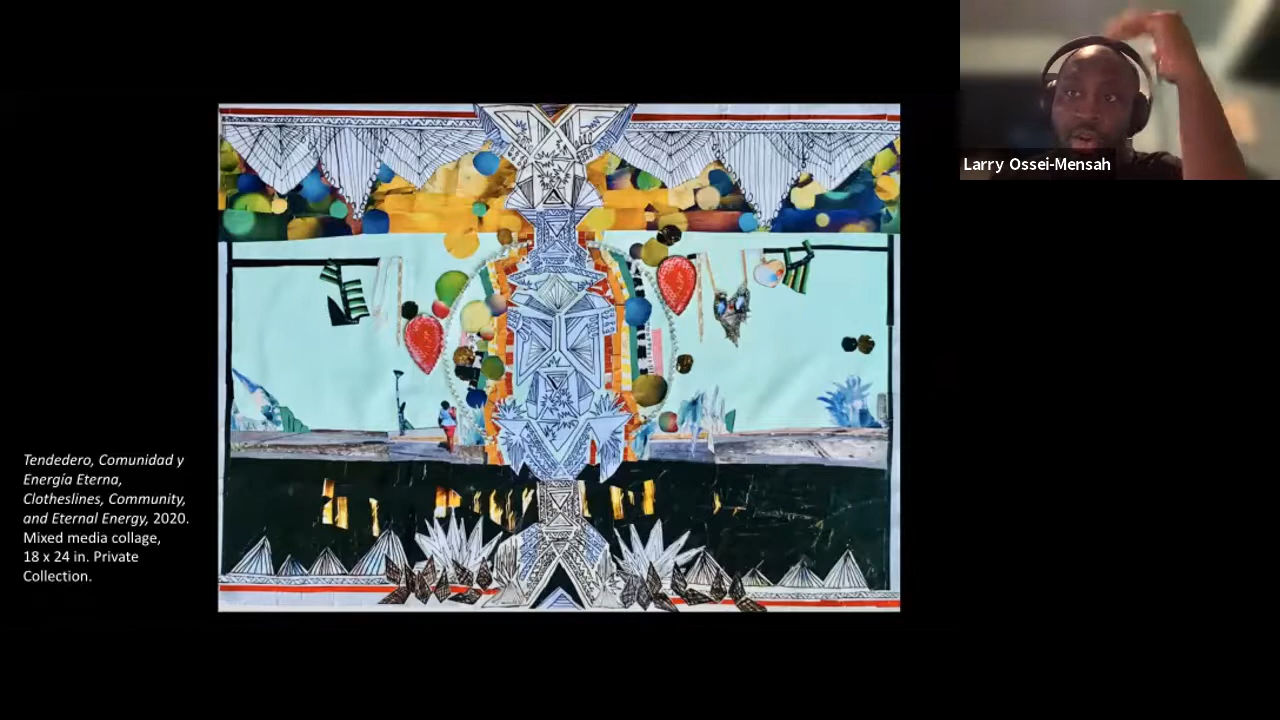 Larry Ossei-Mensah
Tendedero, Comunidad y
Energía Eterna,
Clotheslines, Community,
and Eternal Energy, 2020.
Mixed media collage,
18 x 24 in. Private
Collection.